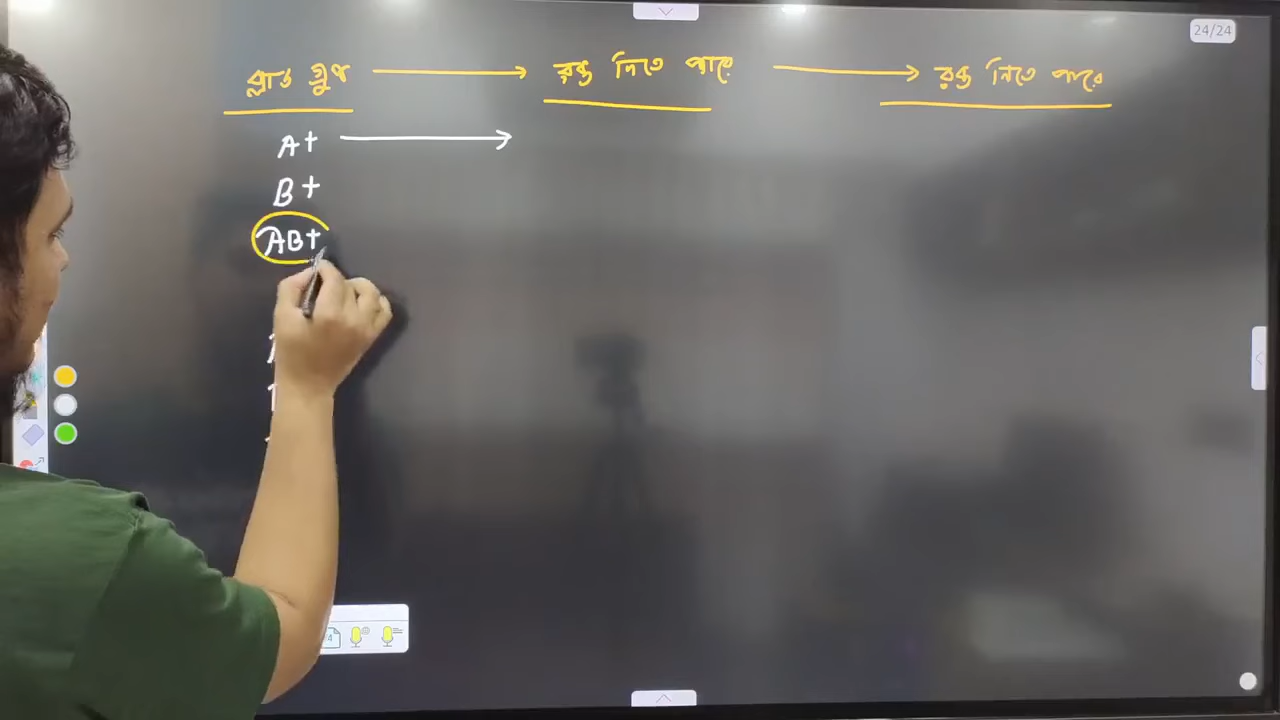 24/24
ব্লাড গ্রুপ → রক্ত নিতে পারে → রক্ত নিতে পারে
A+ →
B+
AB+